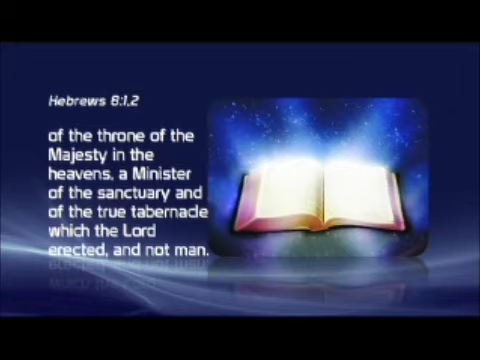 Hebrews 8:1,2
of the throne of the
Majesty in the
heavens, a Minister
of the sanctuary and
of the true tabernacle
which the Lord
erected, and not man.